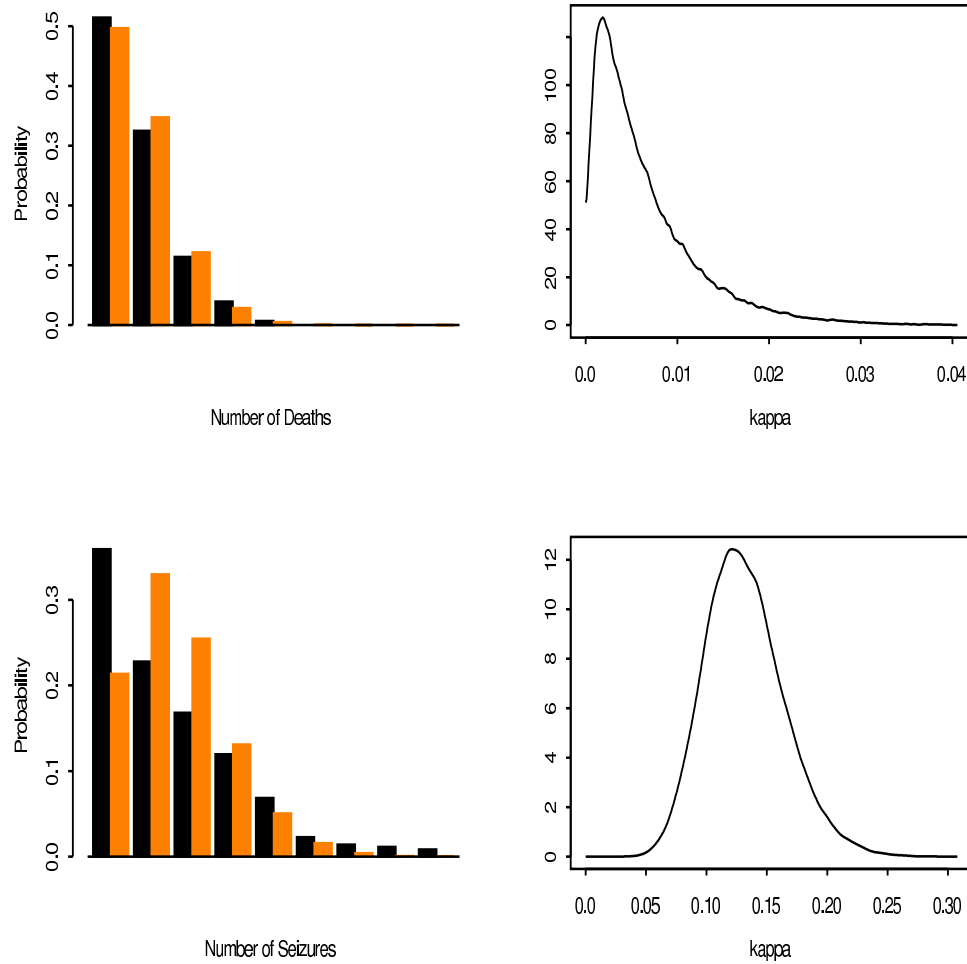 Probability
0.0 0.1 0.2 0.3 0.4 0.5
Number of Deaths
0 20 40 60 80 100
0.0 0.01 0.02 0.03 0.04
kappa
Probability
0.0 0.1 0.2 0.3
Number of Seizures
0 2 4 6 8 10 12
0.0 0.05 0.10 0.15 0.20 0.25 0.30
kappa